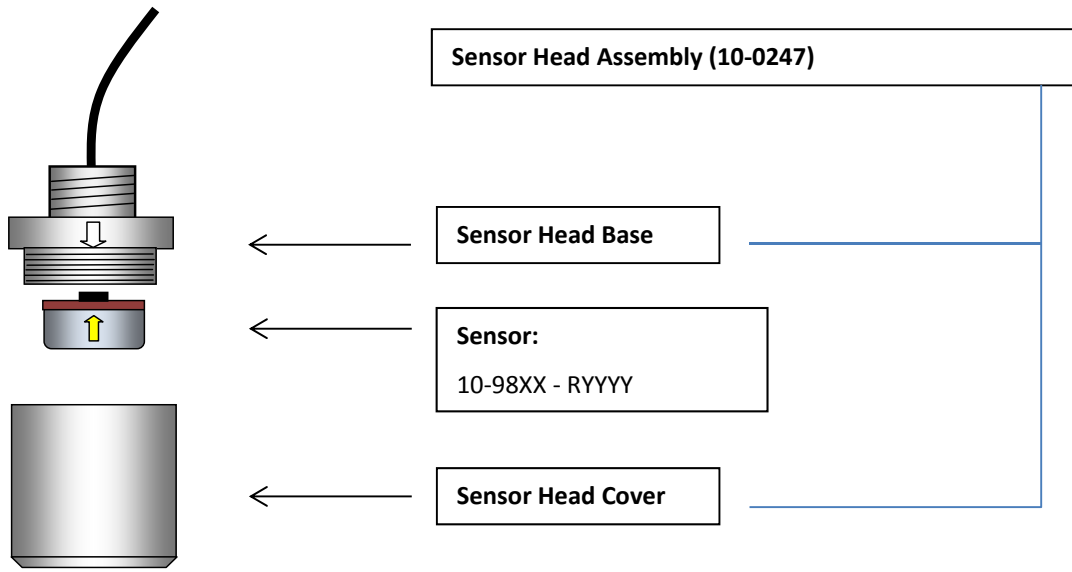 Sensor Head Assembly (10-0247)
Sensor Head Base
Sensor:
10-98XX - RYYYY
Sensor Head Cover